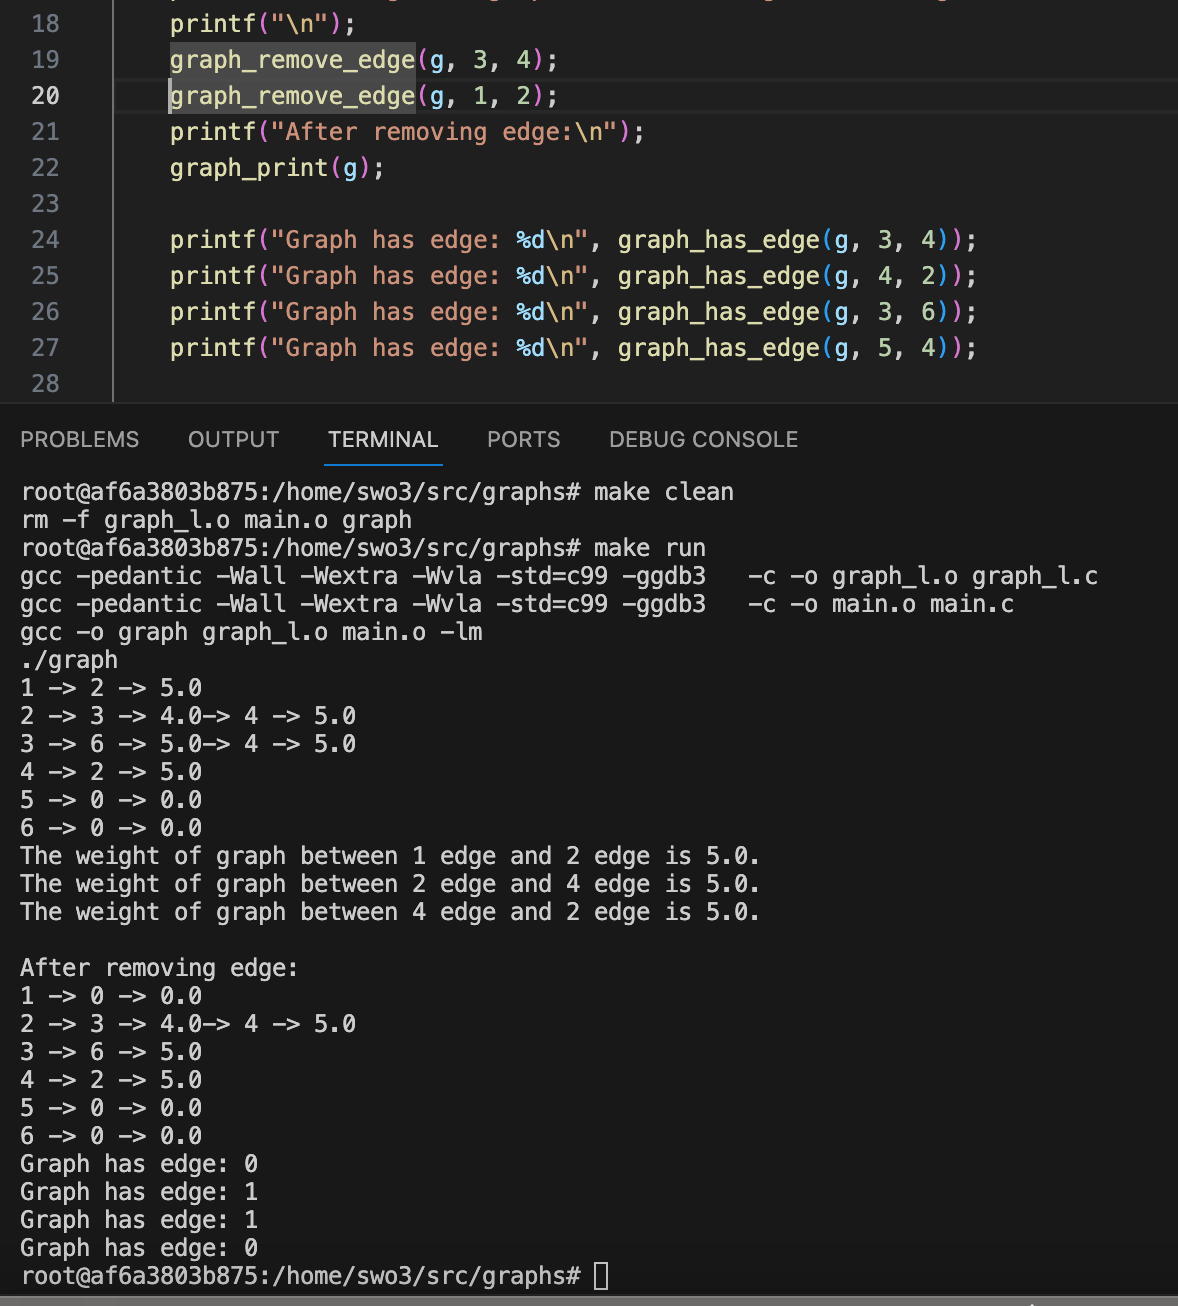 18 printf("\n");
19 graph_remove_edge(g, 3, 4);
20 graph_remove_edge(g, 1, 2);
21 printf("After removing edge:\n");
22 graph_print(g);
23
24 printf("Graph has edge: %d\n", graph_has_edge(g, 3, 4));
25 printf("Graph has edge: %d\n", graph_has_edge(g, 4, 2));
26 printf("Graph has edge: %d\n", graph_has_edge(g, 3, 6));
27 printf("Graph has edge: %d\n", graph_has_edge(g, 5, 4));
28
PROBLEMS OUTPUT TERMINAL PORTS DEBUG CONSOLE
root@af6a3803b875:/home/swo3/src/graphs# make clean
rm -f graph_l.o main.o graph
root@af6a3803b875:/home/swo3/src/graphs# make run
gcc -pedantic -Wall -Wextra -Wvla -std=c99 -ggdb3   -c -o graph_l.o graph_l.c
gcc -pedantic -Wall -Wextra -Wvla -std=c99 -ggdb3   -c -o main.o main.c
gcc -o graph graph_l.o main.o -lm
./graph
1 -> 2 -> 5.0
2 -> 3 -> 4.0-> 4 -> 5.0
3 -> 6 -> 5.0-> 4 -> 5.0
4 -> 2 -> 5.0
5 -> 0 -> 0.0
6 -> 0 -> 0.0
The weight of graph between 1 edge and 2 edge is 5.0.
The weight of graph between 2 edge and 4 edge is 5.0.
The weight of graph between 4 edge and 2 edge is 5.0.

After removing edge:
1 -> 0 -> 0.0
2 -> 3 -> 4.0-> 4 -> 5.0
3 -> 6 -> 5.0
4 -> 2 -> 5.0
5 -> 0 -> 0.0
6 -> 0 -> 0.0
Graph has edge: 0
Graph has edge: 1
Graph has edge: 1
Graph has edge: 0
root@af6a3803b875:/home/swo3/src/graphs#